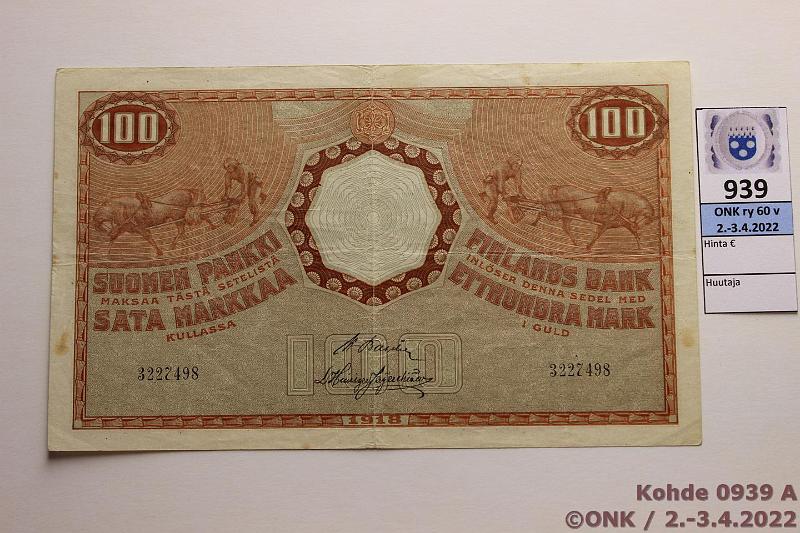 100
100
SUOMEN PANKKI
MAKSAA TÄSTÄ SETELISTÄ
SATA MARKKAA
KULLASSA
FINLANDS BANK
INLÖSER DENNA SEDEL MED
ETTHUNDRA MARK
I GULD
100
3227498
3227498
1918
939
ONK ry 60 v
2.-3.4.2022
Hinta €
Huutaja
Kohde 0939 A
©ONK / 2.-3.4.2022